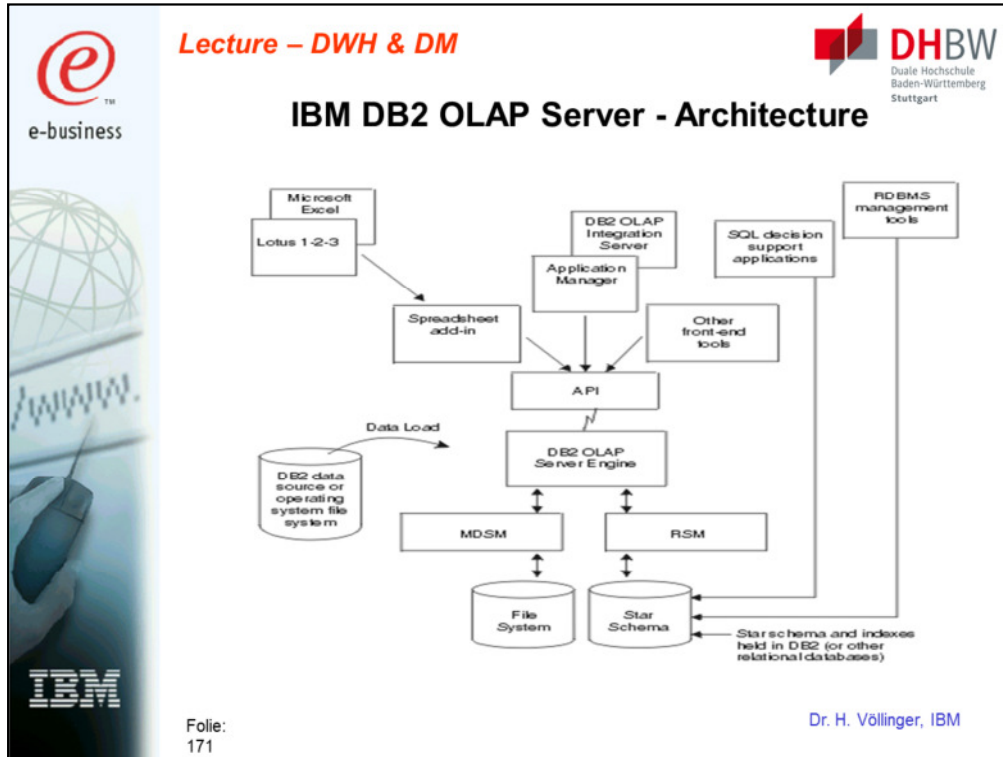 e
TM
e-business
Lecture – DWH & DM
DHBW
Duale Hochschule
Baden-Württemberg
Stuttgart
IBM DB2 OLAP Server - Architecture
Microsoft
Excel
Lotus 1-2-3
DB2 OLAP
Integration
Server
Application
Manager
SQL decision
support
applications
RDBMS
management
tools
Spreadsheet
add-in
Other
front-end
tools
API
Data Load
DB2 OLAP
Server Engine
DB2 data
source or
operating
system file
system
MDSM
RSM
File
System
Star
Schema
Star schema and indexes
held in DB2 (or other
relational databases)
IBM
Folie:
171
Dr. H. Völlinger, IBM